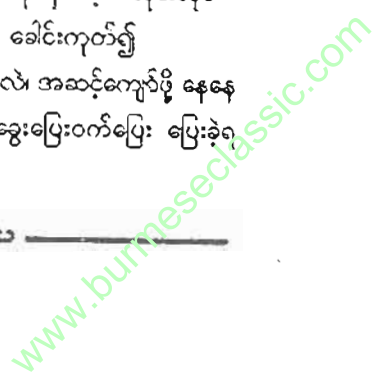 ခေါင်းကုတ်၍
လဲ၊ အဆင့်ကျော်ဖို့ နေနေ
ခွေးပြေးဝက်ပြေး ပြေးခဲ့ရ
www.burmeseclassic.com